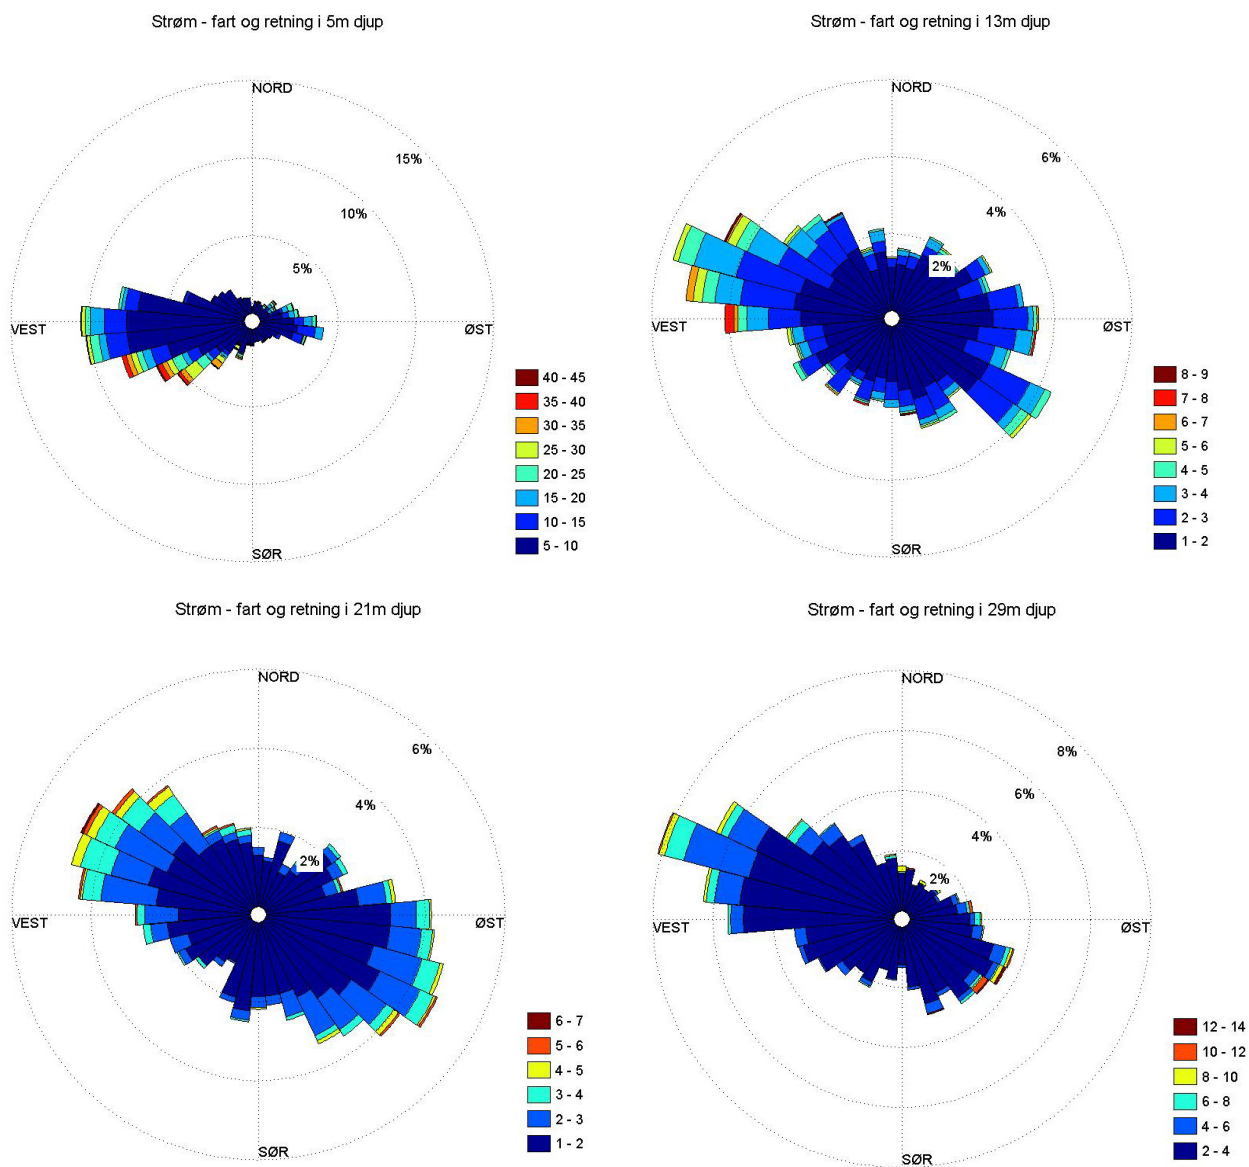 Strøm - fart og retning i 5m djup
NORD
15%
10%
5%
VEST
ØST
SØR
40 - 45
35 - 40
30 - 35
25 - 30
20 - 25
15 - 20
10 - 15
5 - 10
Strøm - fart og retning i 13m djup
NORD
6%
4%
2%
VEST
ØST
SØR
8 - 9
7 - 8
6 - 7
5 - 6
4 - 5
3 - 4
2 - 3
1 - 2
Strøm - fart og retning i 21m djup
NORD
6%
4%
2%
VEST
ØST
SØR
6 - 7
5 - 6
4 - 5
3 - 4
2 - 3
1 - 2
Strøm - fart og retning i 29m djup
NORD
8%
6%
4%
2%
VEST
ØST
SØR
12 - 14
10 - 12
8 - 10
6 - 8
4 - 6
2 - 4